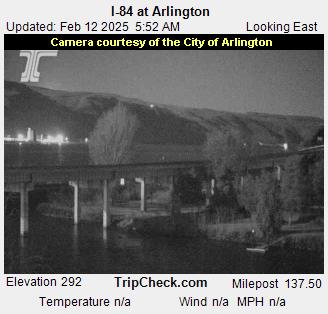 I-84 at Arlington
Updated: Feb 12 2025 5:52 AM Looking East
Camera courtesy of the City of Arlington
Elevation 292 TripCheck.com Milepost 137.50
Temperature n/a Wind n/a MPH n/a